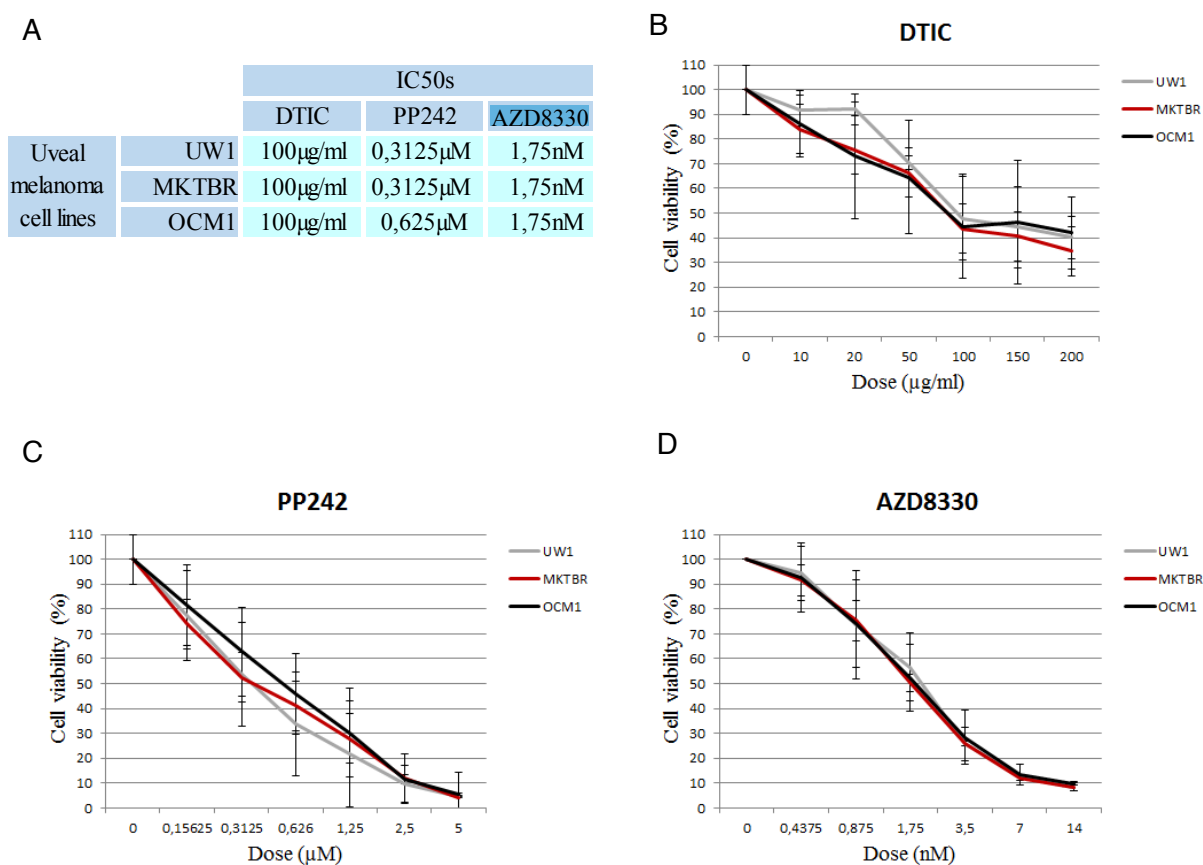 A
IC50s
DTIC PP242 AZD8330
Uveal melanoma cell lines
UW1 100µg/ml 0,3125µM 1,75nM
MKTBR 100µg/ml 0,3125µM 1,75nM
OCM1 100µg/ml 0,625µM 1,75nM
B
DTIC
110
100
90
80
70
60
50
40
30
20
10
0
Cell viability (%)
0 10 20 50 100 150 200
Dose (µg/ml)
UW1
MKTBR
OCM1
C
PP242
110
100
90
80
70
60
50
40
30
20
10
0
Cell viability (%)
0 0,15625 0,3125 0,626 1,25 2,5 5
Dose (µM)
UW1
MKTBR
OCM1
D
AZD8330
110
100
90
80
70
60
50
40
30
20
10
0
Cell viability (%)
0 0,4375 0,875 1,75 3,5 7 14
Dose (nM)
UW1
MKTBR
OCM1